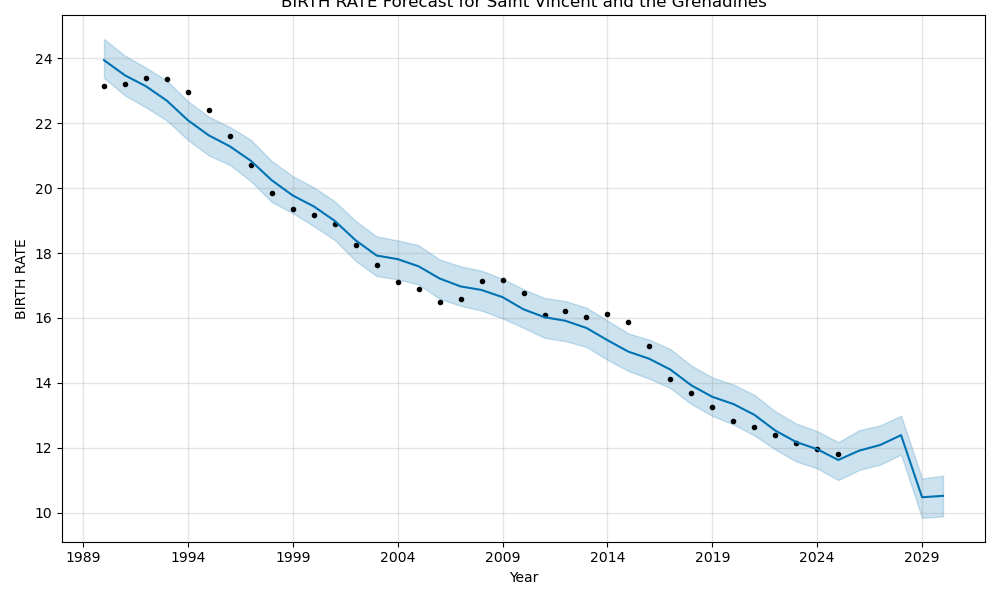 BIRTH RATE Forecast for Saint Vincent and the Grenadines
BIRTH RATE
24
22
20
18
16
14
12
10
1989 1994 1999 2004 2009 2014 2019 2024 2029
Year